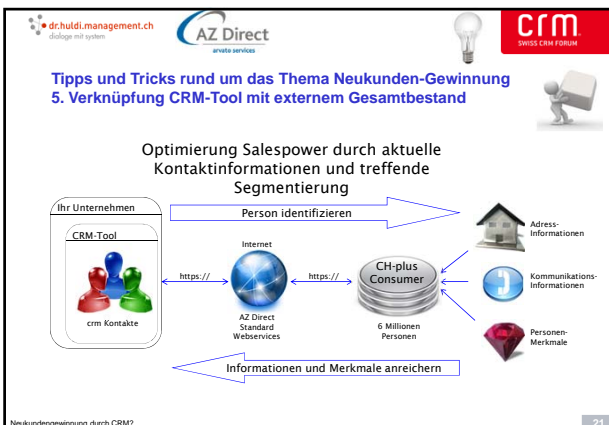 dr.huldi.management.ch
dialoge mit system
AZ Direct
arvato services
crm
SWISS CRM FORUM
Tipps und Tricks rund um das Thema Neukunden-Gewinnung
5. Verknüpfung CRM-Tool mit externem Gesamtbestand
Optimierung Salespower durch aktuelle
Kontaktinformationen und treffende
Segmentierung
Ihr Unternehmen
Person identifizieren
CRM-Tool
crm Kontakte
https://
Internet
AZ Direct
Standard
Webservices
https://
CH-plus
Consumer
6 Millionen
Personen
Adress-
Informationen
Kommunikations-
Informationen
Personen-
Merkmale
Informationen und Merkmale anreichern
Neukundengewinnung durch CRM?
21